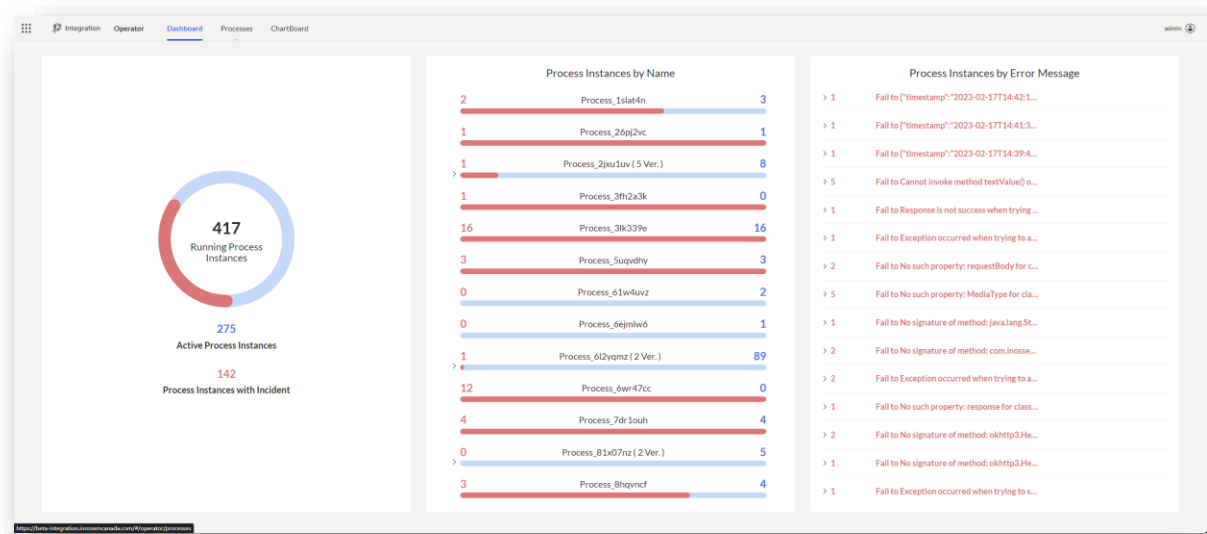 Integration Operator Dashboard Processes ChartBoard admin
417
Running Process
Instances
275
Active Process Instances
142
Process Instances with Incident
Process Instances by Name
2 Process_1slat4n 3
1 Process_26pj2vc 1
1 Process_2jxu1uv ( 5 Ver. ) 8
1 Process_3fh2a3k 0
16 Process_3lk339e 16
3 Process_5uqvdhy 3
0 Process_61w4uvz 2
0 Process_6ejmlw6 1
1 Process_6l2yqmz ( 2 Ver. ) 89
12 Process_6wr47cc 0
4 Process_7dr1ouh 4
0 Process_81x07nz ( 2 Ver. ) 5
3 Process_8hqvncf 4
Process Instances by Error Message
1 Fail to {"timestamp":"2023-02-17T14:42:1...
1 Fail to {"timestamp":"2023-02-17T14:41:3...
1 Fail to {"timestamp":"2023-02-17T14:39:4...
5 Fail to Cannot invoke method textValue() o...
1 Fail to Response is not success when trying ...
1 Fail to Exception occurred when trying to a...
2 Fail to No such property: requestBody for c...
5 Fail to No such property: MediaType for cla...
1 Fail to No signature of method: java.lang.St...
2 Fail to No signature of method: com.inosse...
2 Fail to Exception occurred when trying to a...
1 Fail to No such property: response for class...
2 Fail to No signature of method: okhttp3.He...
1 Fail to No signature of method: okhttp3.He...
1 Fail to Exception occurred when trying to s...
https://beta-integration.inossemcanada.com/#/operator/processes